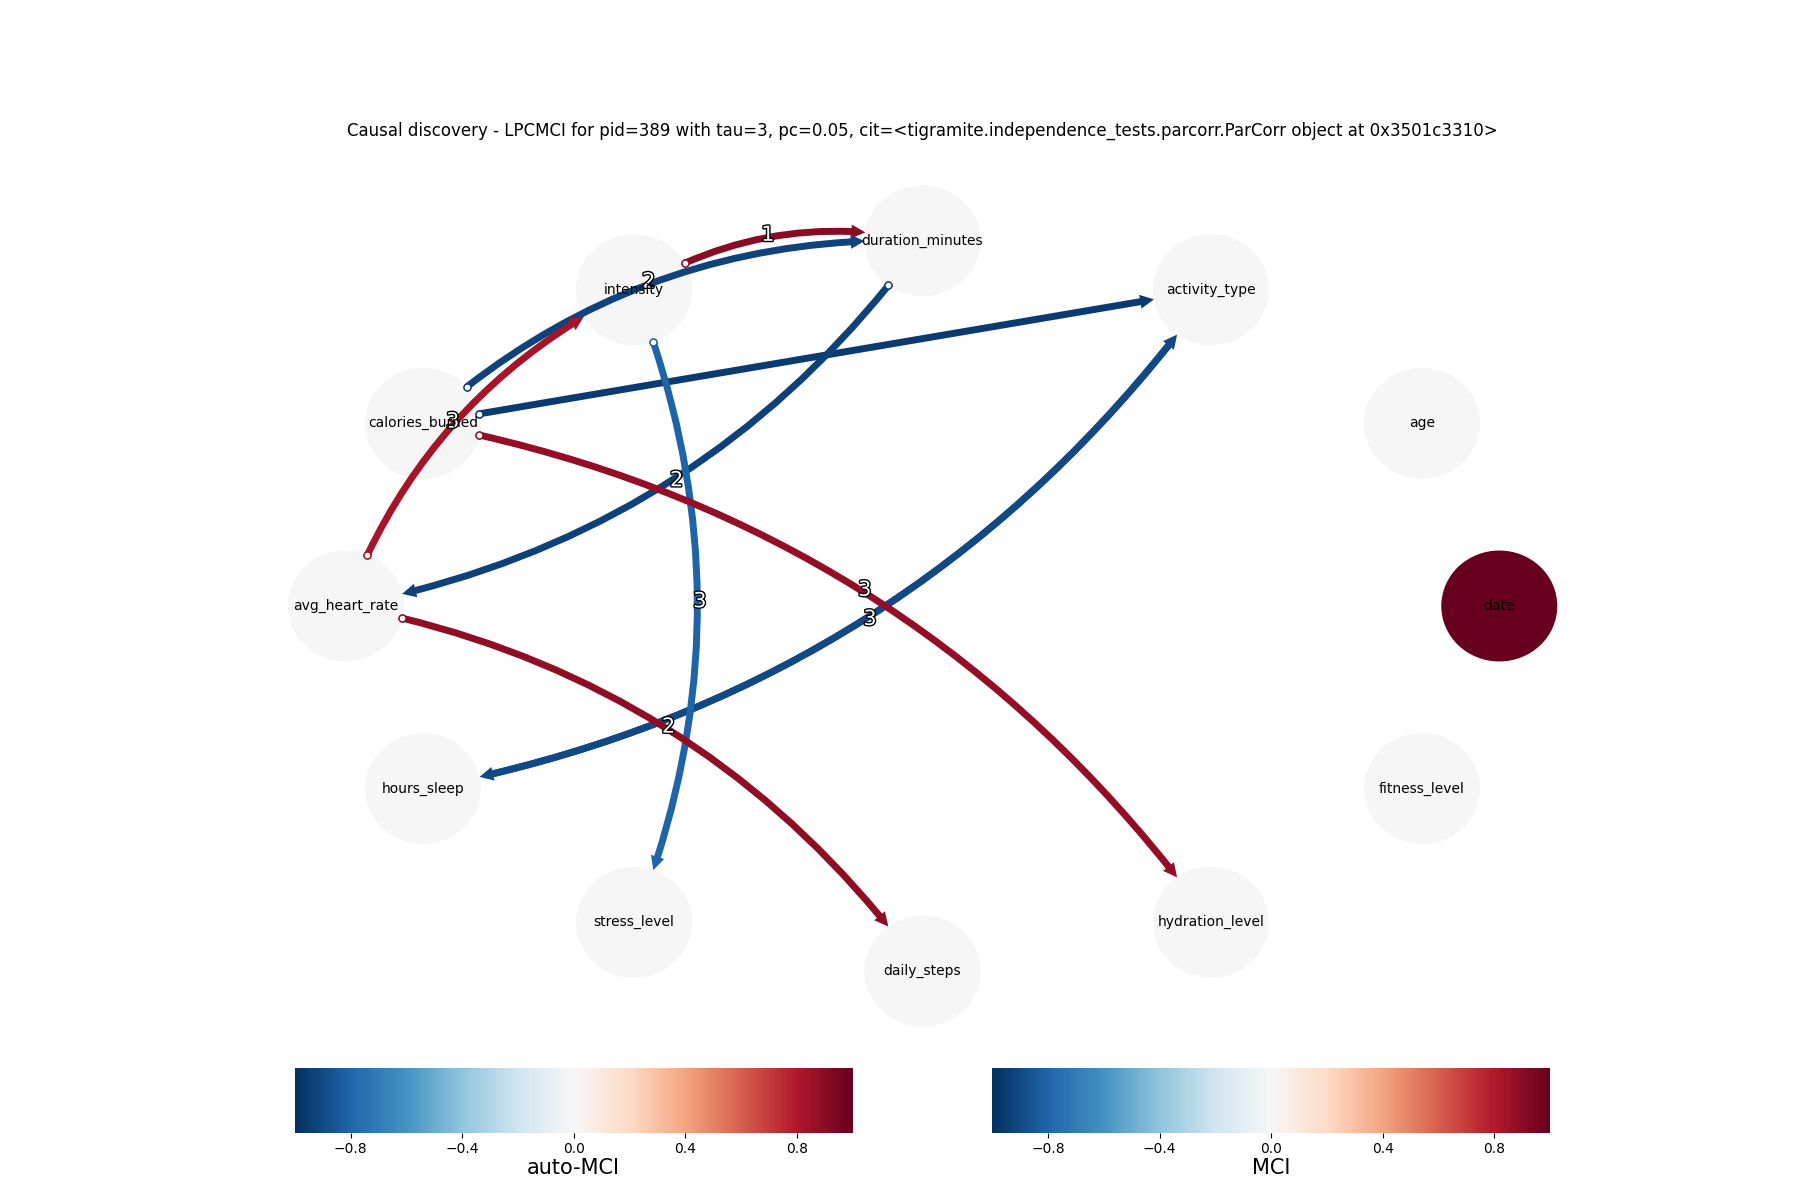 Causal discovery - LPCMCI for pid=389 with tau=3, pc=0.05, cit=<tigramite.independence_tests.parcorr.ParCorr object at 0x3501c3310>
1
duration_minutes
2
intensity
activity_type
3
calories_burned
age
2
3
3
3
avg_heart_rate
date
2
hours_sleep
fitness_level
stress_level
hydration_level
daily_steps
−0.8 −0.4 0.0 0.4 0.8
auto-MCI
−0.8 −0.4 0.0 0.4 0.8
MCI